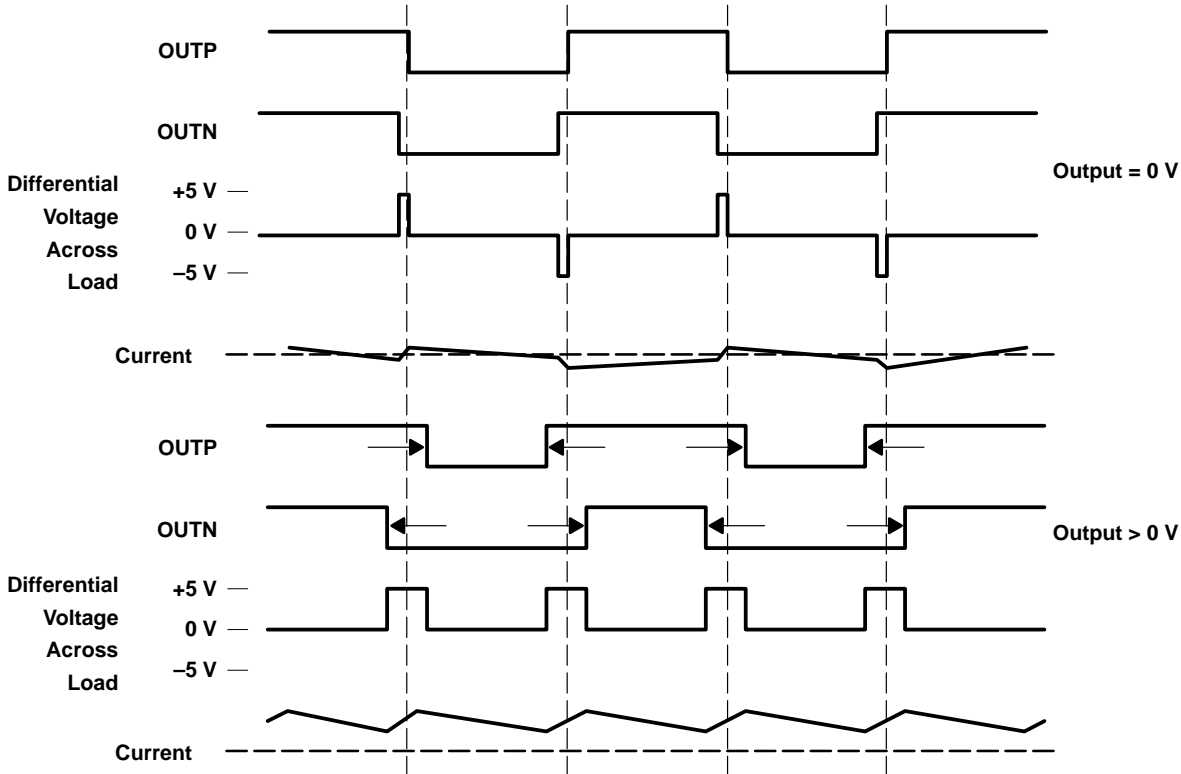 OUTP
OUTN
Output = 0 V
Differential
Voltage
Across
Load
+5 V
0 V
–5 V
Current
OUTP
OUTN
Output > 0 V
Differential
Voltage
Across
Load
+5 V
0 V
–5 V
Current